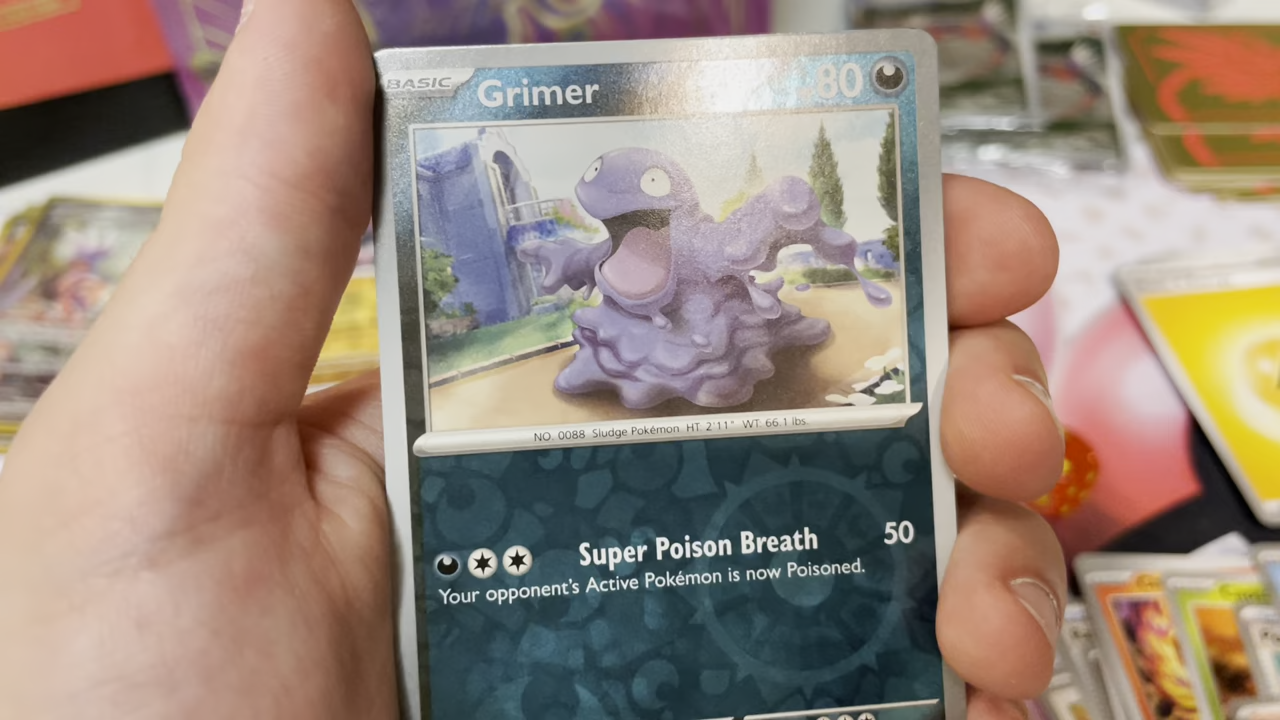 BASIC
Grimer
80
NO. 0088 Sludge Pokémon HT: 2'11" WT: 66.1 lbs.
Super Poison Breath 50
Your opponent's Active Pokémon is now Poisoned.